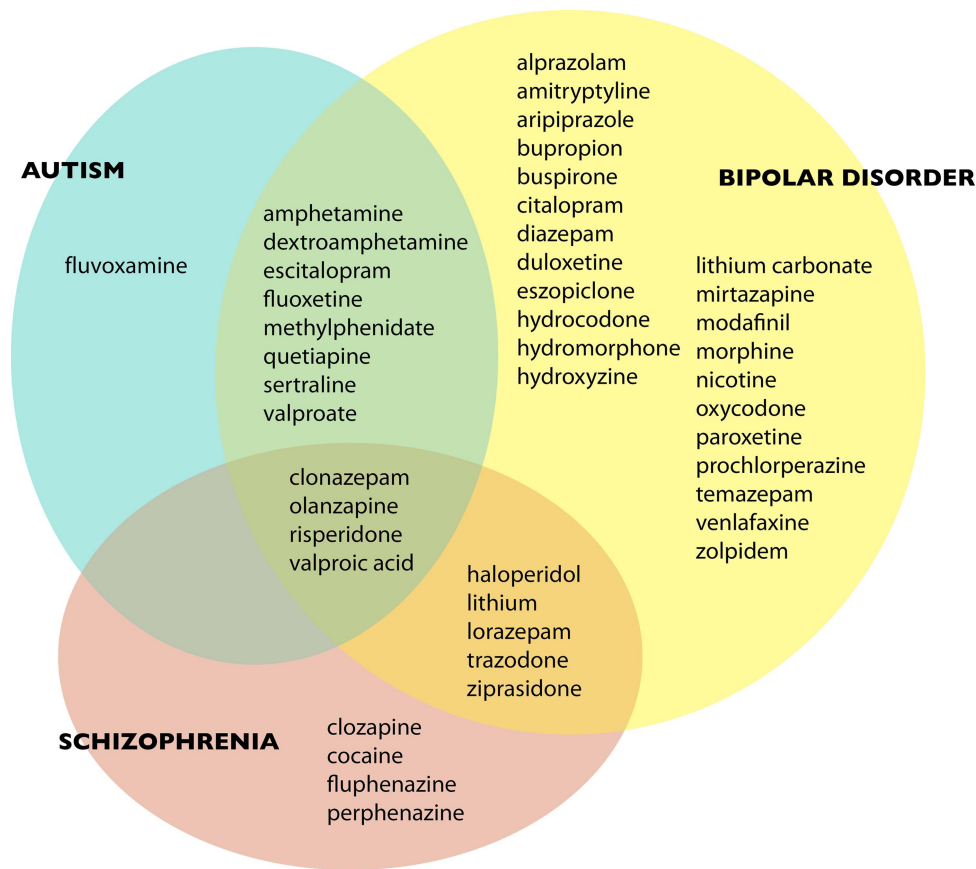 AUTISM
fluvoxamine
amphetamine
dextroamphetamine
escitalopram
fluoxetine
methylphenidate
quetiapine
sertraline
valproate
alprazolam
amitryptyline
aripiprazole
bupropion
buspirone
citalopram
diazepam
duloxetine
eszopiclone
hydrocodone
hydromorphone
hydroxyzine
BIPOLAR DISORDER
lithium carbonate
mirtazapine
modafinil
morphine
nicotine
oxycodone
paroxetine
prochlorperazine
temazepam
venlafaxine
zolpidem
clonazepam
olanzapine
risperidone
valproic acid
haloperidol
lithium
lorazepam
trazodone
ziprasidone
SCHIZOPHRENIA
clozapine
cocaine
fluphenazine
perphenazine